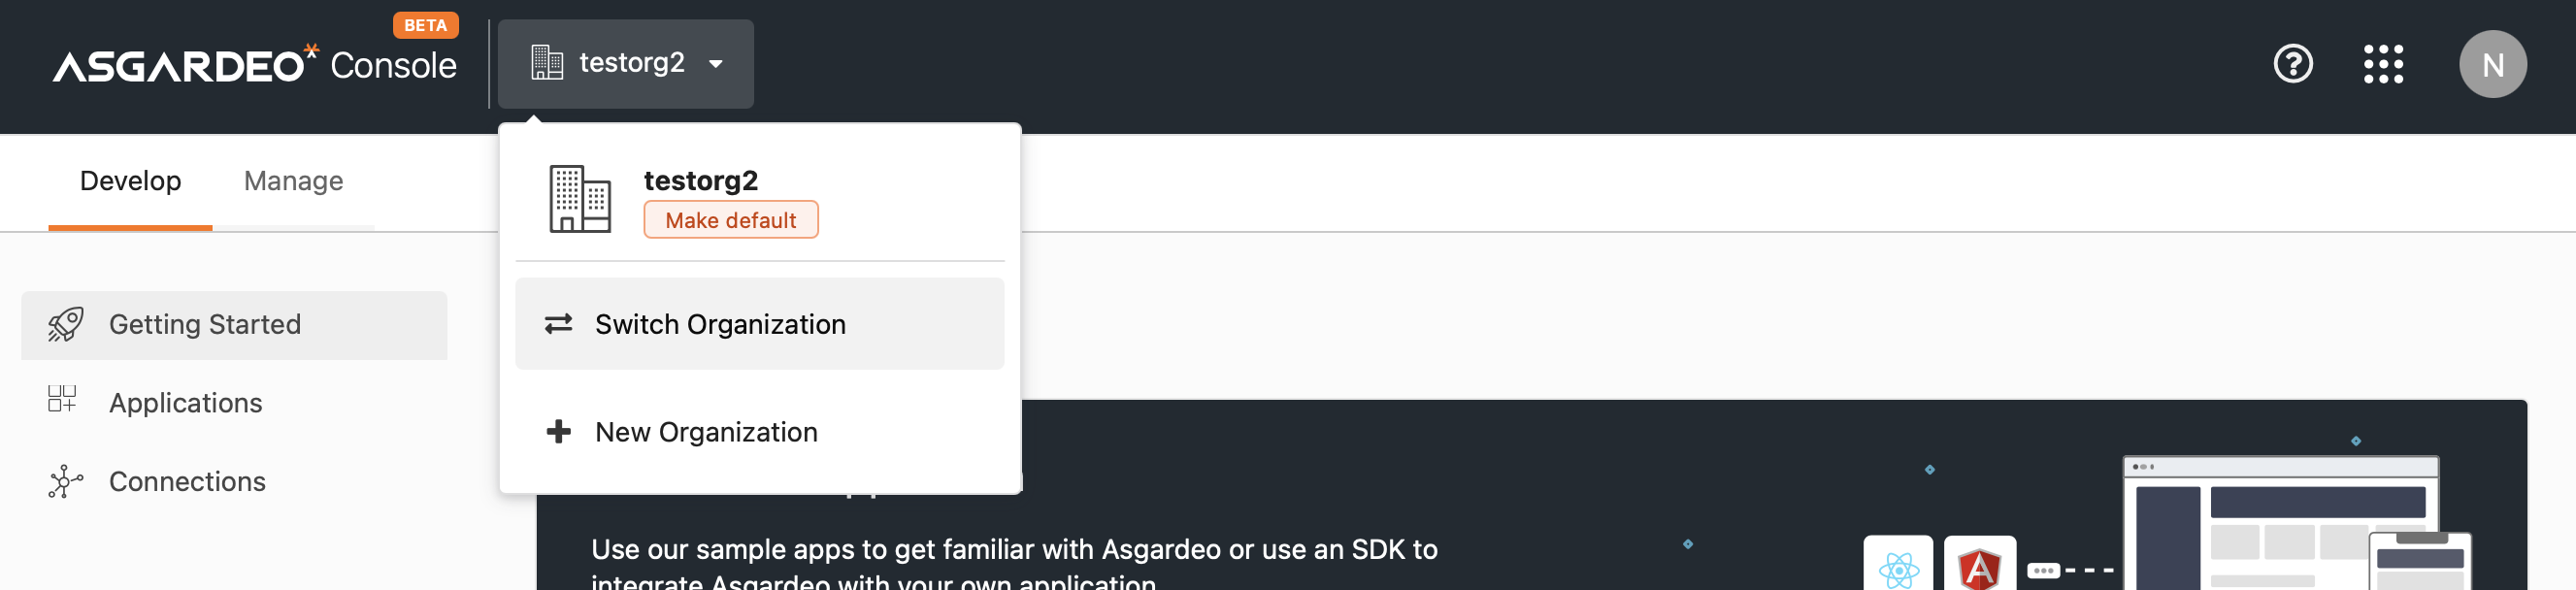 BETA
ASGARDEO Console
testorg2
N
Develop
Manage
testorg2
Make default
Getting Started
Switch Organization
Applications
New Organization
Connections
Use our sample apps to get familiar with Asgardeo or use an SDK to
integrate Asgardeo with your own application